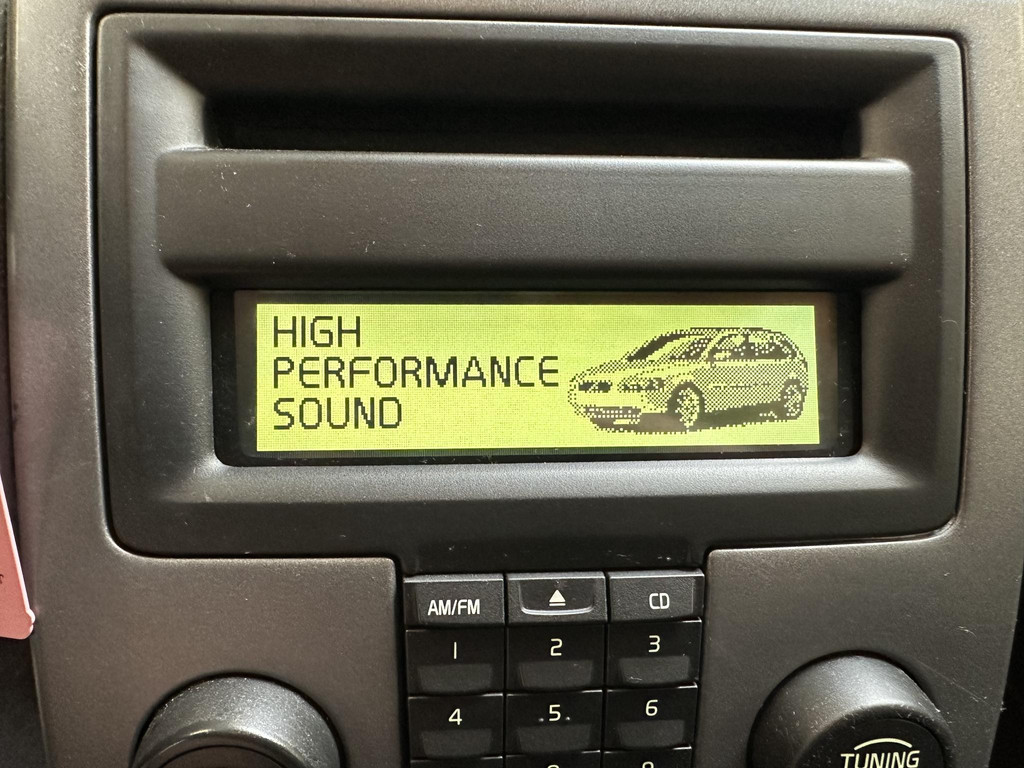 HIGH
PERFORMANCE
SOUND
AM/FM
CD
1
2
3
4
.5.
6
TUNING